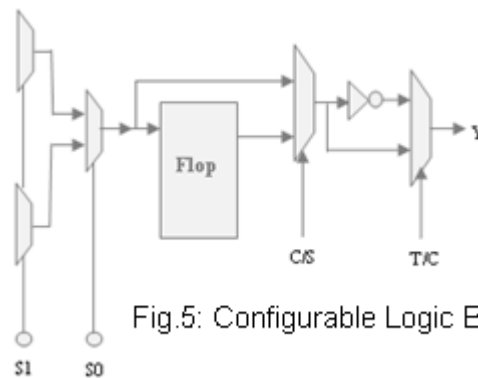 Y
Flop
C/S
T/C
Fig.5: Configurable Logic B
S1
S0